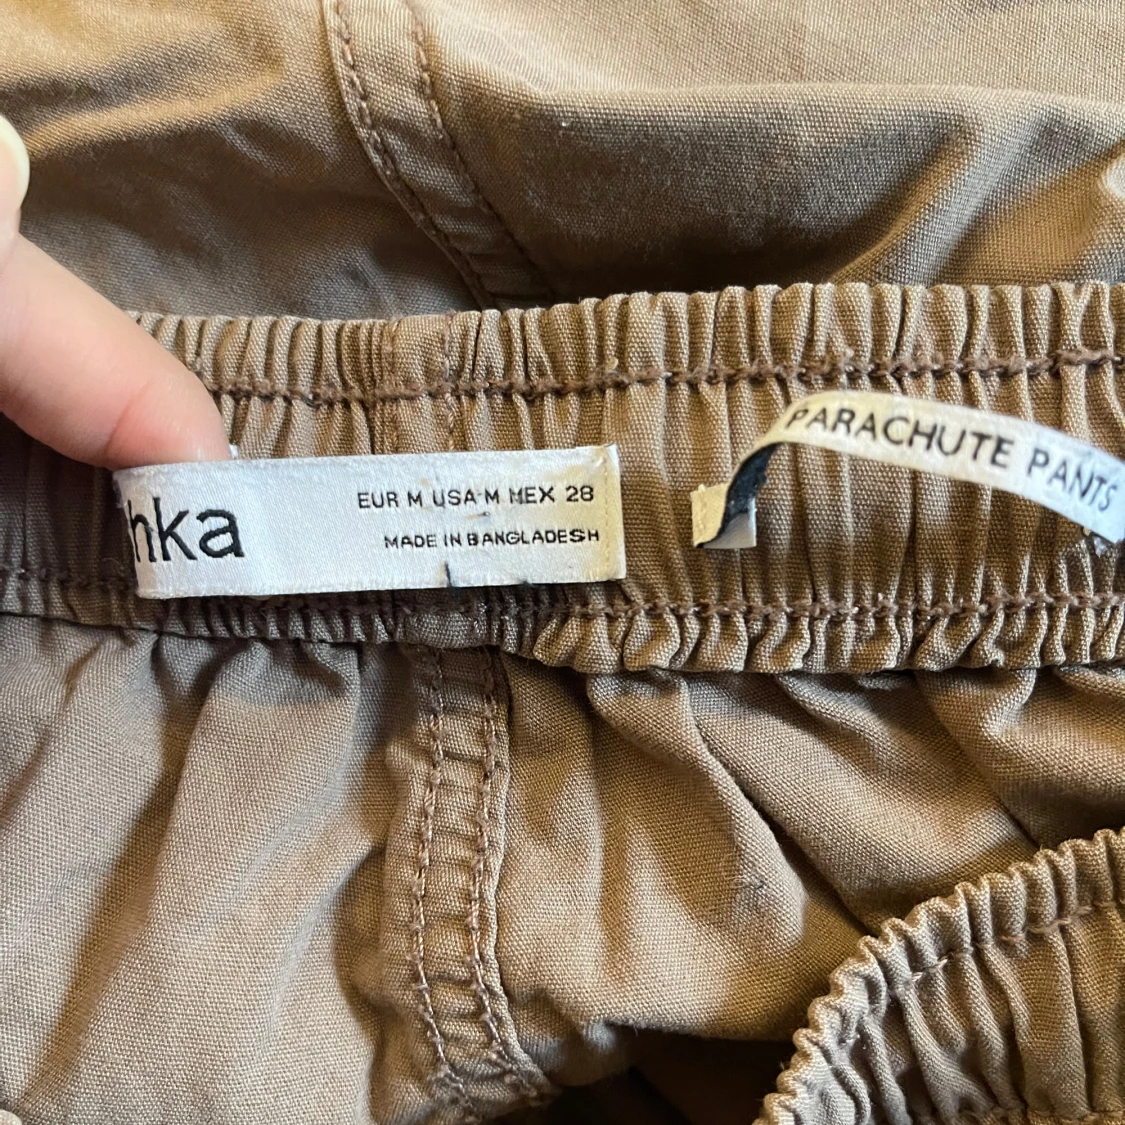 hka
EUR M USA M MEX 28
MADE IN BANGLADESH
PARACHUTE PANTS